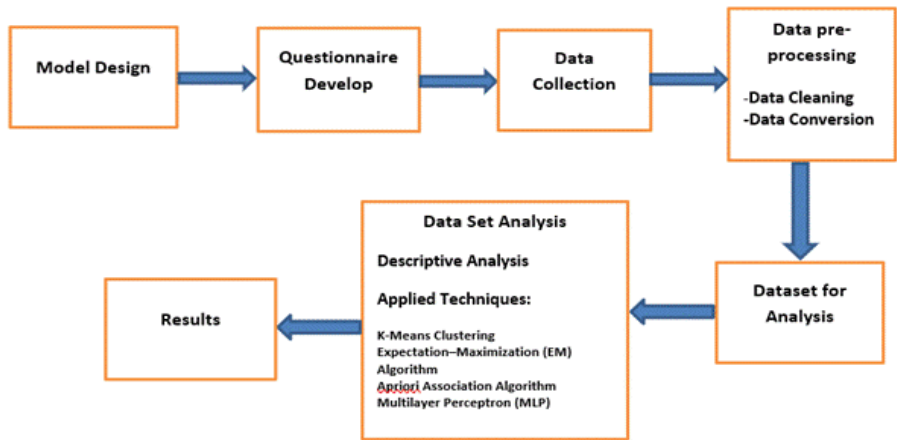 Model Design
Questionnaire
Develop
Data
Collection
Data pre-
processing
-Data Cleaning
-Data Conversion
Dataset for
Analysis
Data Set Analysis
Descriptive Analysis
Applied Techniques:
K-Means Clustering
Expectation–Maximization (EM)
Algorithm
Apriori Association Algorithm
Multilayer Perceptron (MLP)
Results